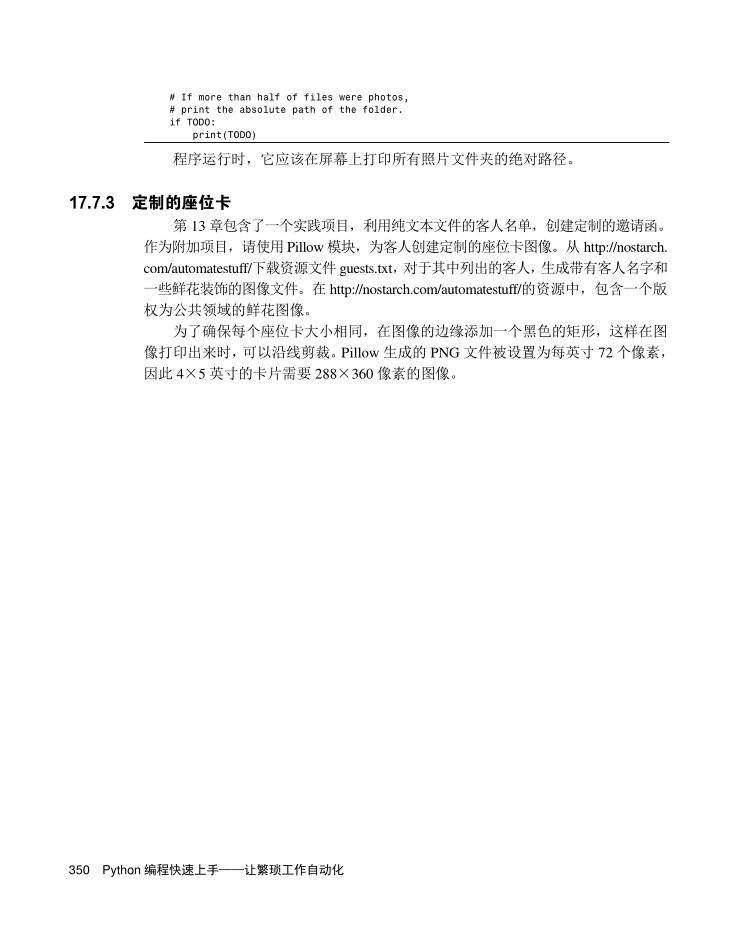 # If more than half of files were photos,
# print the absolute path of the folder.
if TODO:
    print(TODO)
程序运行时，它应该在屏幕上打印所有照片文件夹的绝对路径。
17.7.3 定制的座位卡
第 13 章包含了一个实践项目，利用纯文本文件的客人名单，创建定制的邀请函。
作为附加项目，请使用 Pillow 模块，为客人创建定制的座位卡图像。从 http://nostarch.
com/automatestuff/下载资源文件 guests.txt，对于其中列出的客人，生成带有客人名字和
一些鲜花装饰的图像文件。在 http://nostarch.com/automatestuff/的资源中，包含一个版
权为公共领域的鲜花图像。
为了确保每个座位卡大小相同，在图像的边缘添加一个黑色的矩形，这样在图
像打印出来时，可以沿线剪裁。Pillow 生成的 PNG 文件被设置为每英寸 72 个像素，
因此 4×5 英寸的卡片需要 288×360 像素的图像。
350 Python 编程快速上手——让繁琐工作自动化